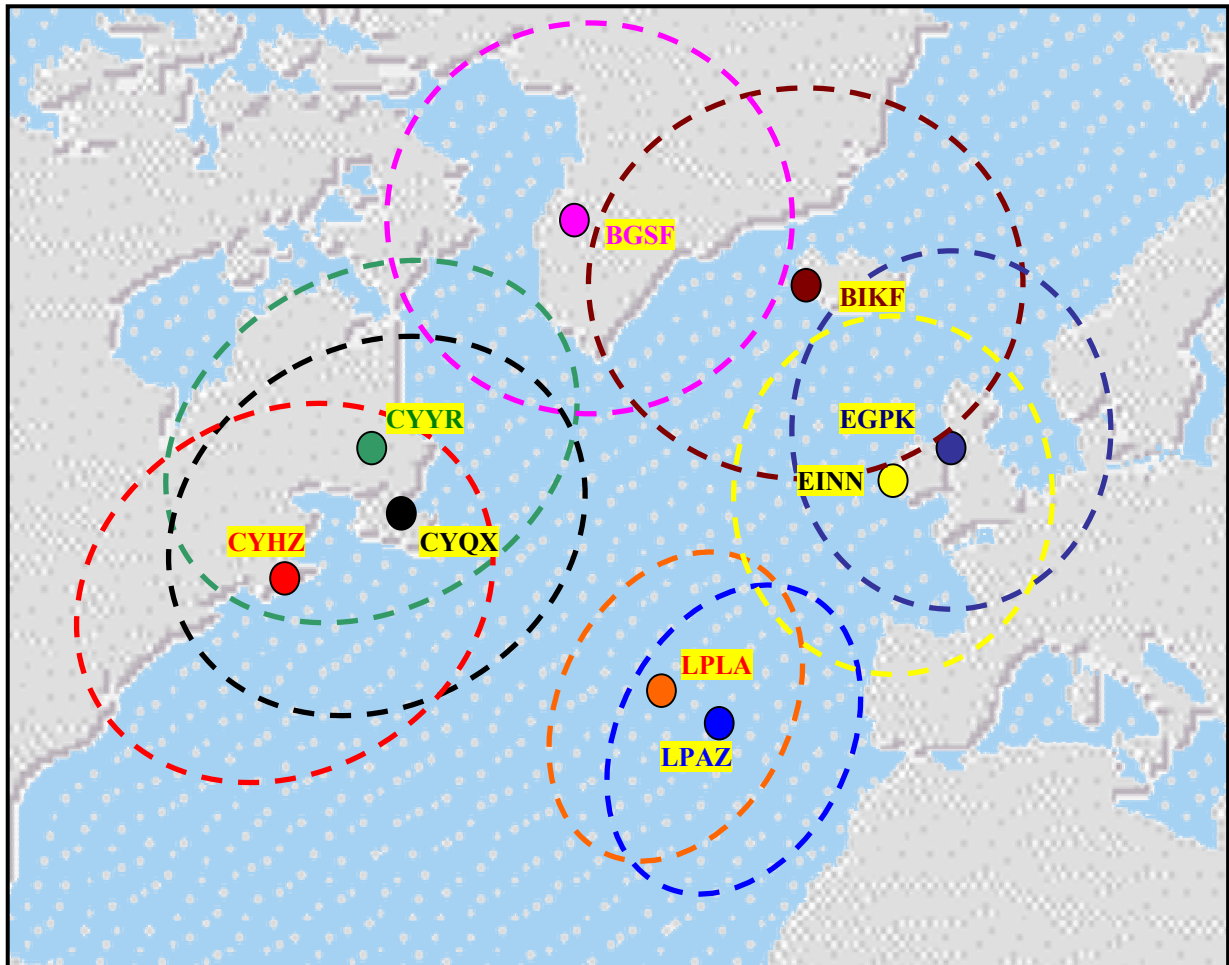 BGSF
BIKF
CYYR
EGPK
EINN
CYHZ
CYQX
LPLA
LPAZ